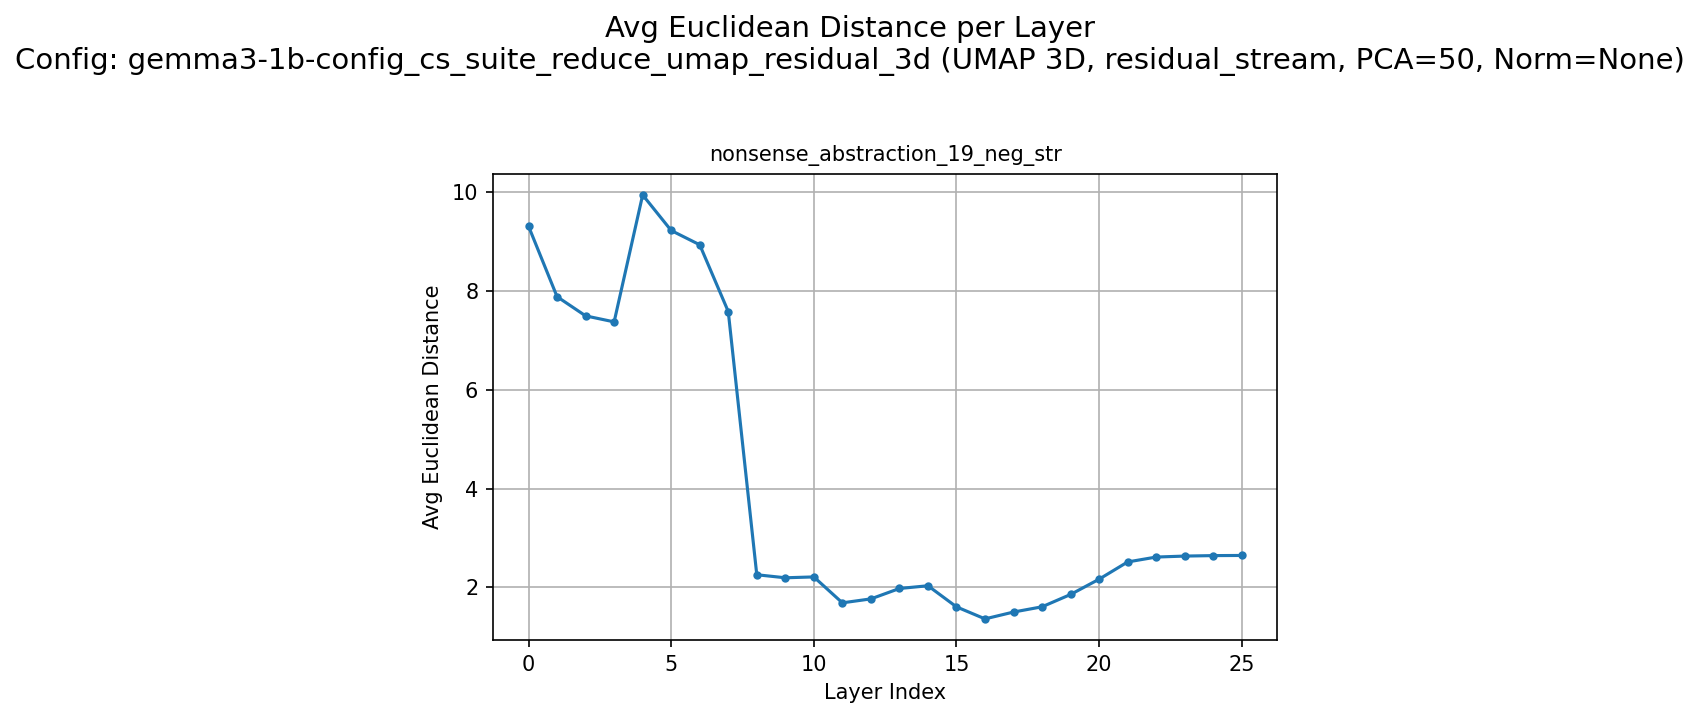 Avg Euclidean Distance per Layer
Config: gemma3-1b-config_cs_suite_reduce_umap_residual_3d (UMAP 3D, residual_stream, PCA=50, Norm=None)
nonsense_abstraction_19_neg_str
Avg Euclidean Distance
10
8
6
4
2
0 5 10 15 20 25
Layer Index